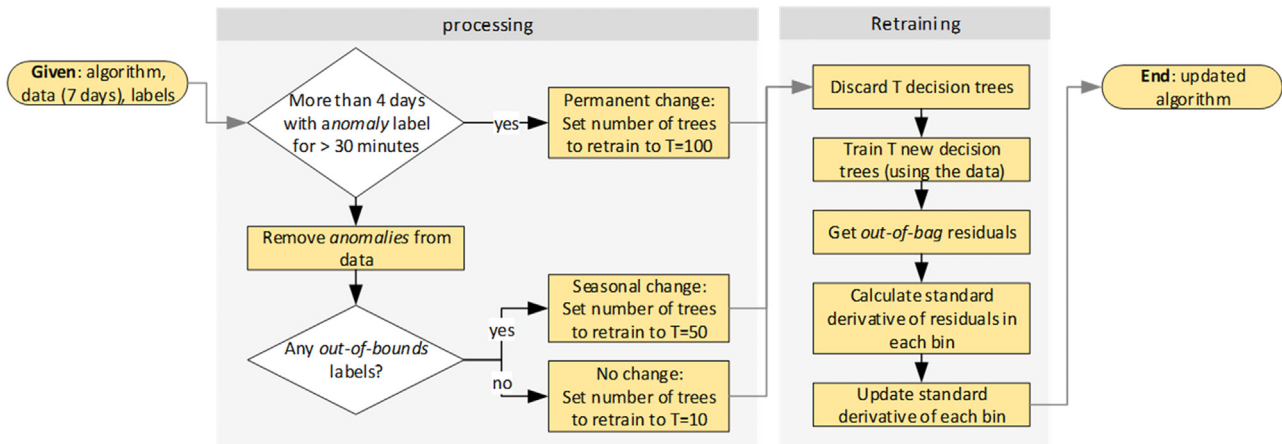 processing
Retraining
Given: algorithm,
data (7 days), labels
More than 4 days
with anomaly label
for > 30 minutes
yes
Permanent change:
Set number of trees
to retrain to T=100
Remove anomalies from
data
Any out-of-bounds
labels?
yes
no
Seasonal change:
Set number of trees
to retrain to T=50
No change:
Set number of trees
to retrain to T=10
Discard T decision trees
Train T new decision
trees (using the data)
Get out-of-bag residuals
Calculate standard
derivative of residuals in
each bin
Update standard
derivative of each bin
End: updated
algorithm